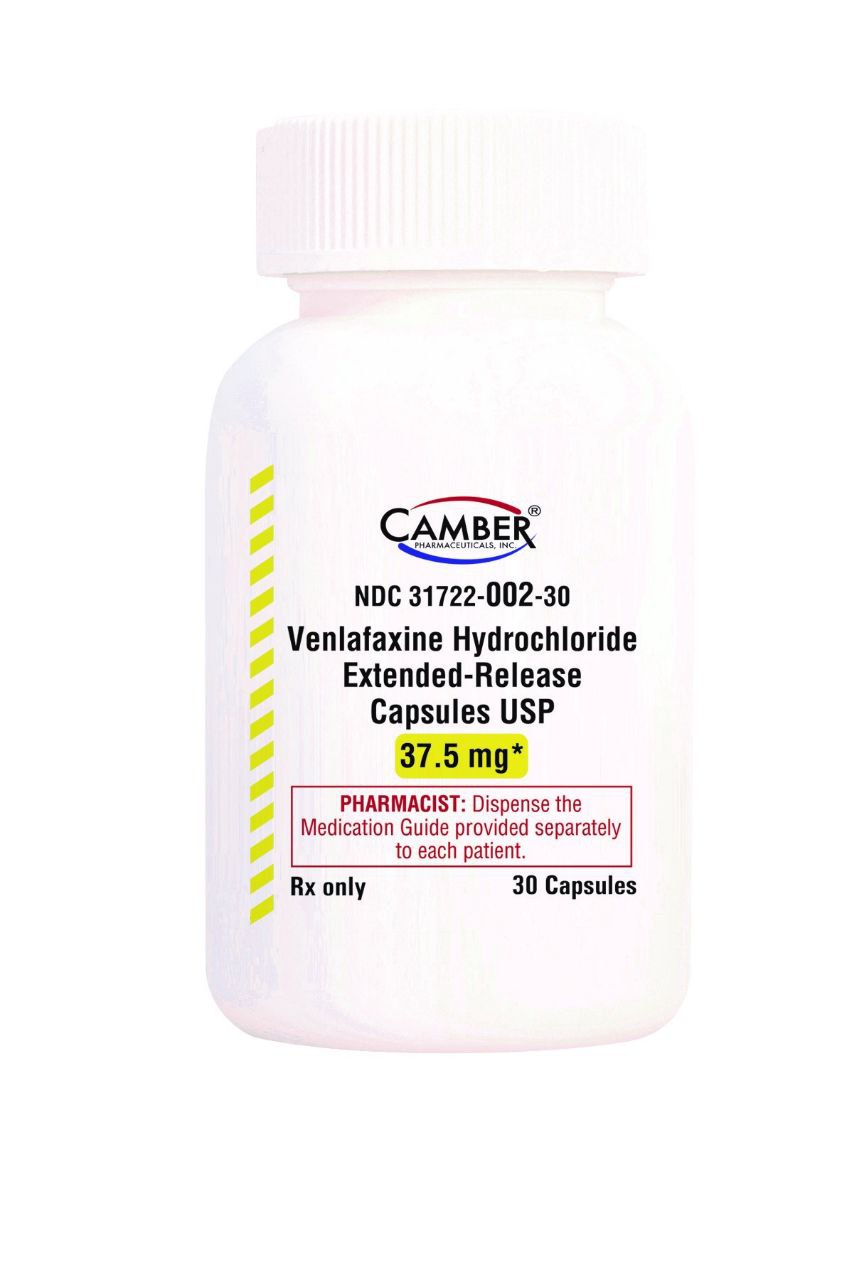 CAMBER®
PHARMACEUTICALS, INC.
NDC 31722-002-30
Venlafaxine Hydrochloride
Extended-Release
Capsules USP
37.5 mg*
PHARMACIST: Dispense the
Medication Guide provided separately
to each patient.
Rx only 30 Capsules